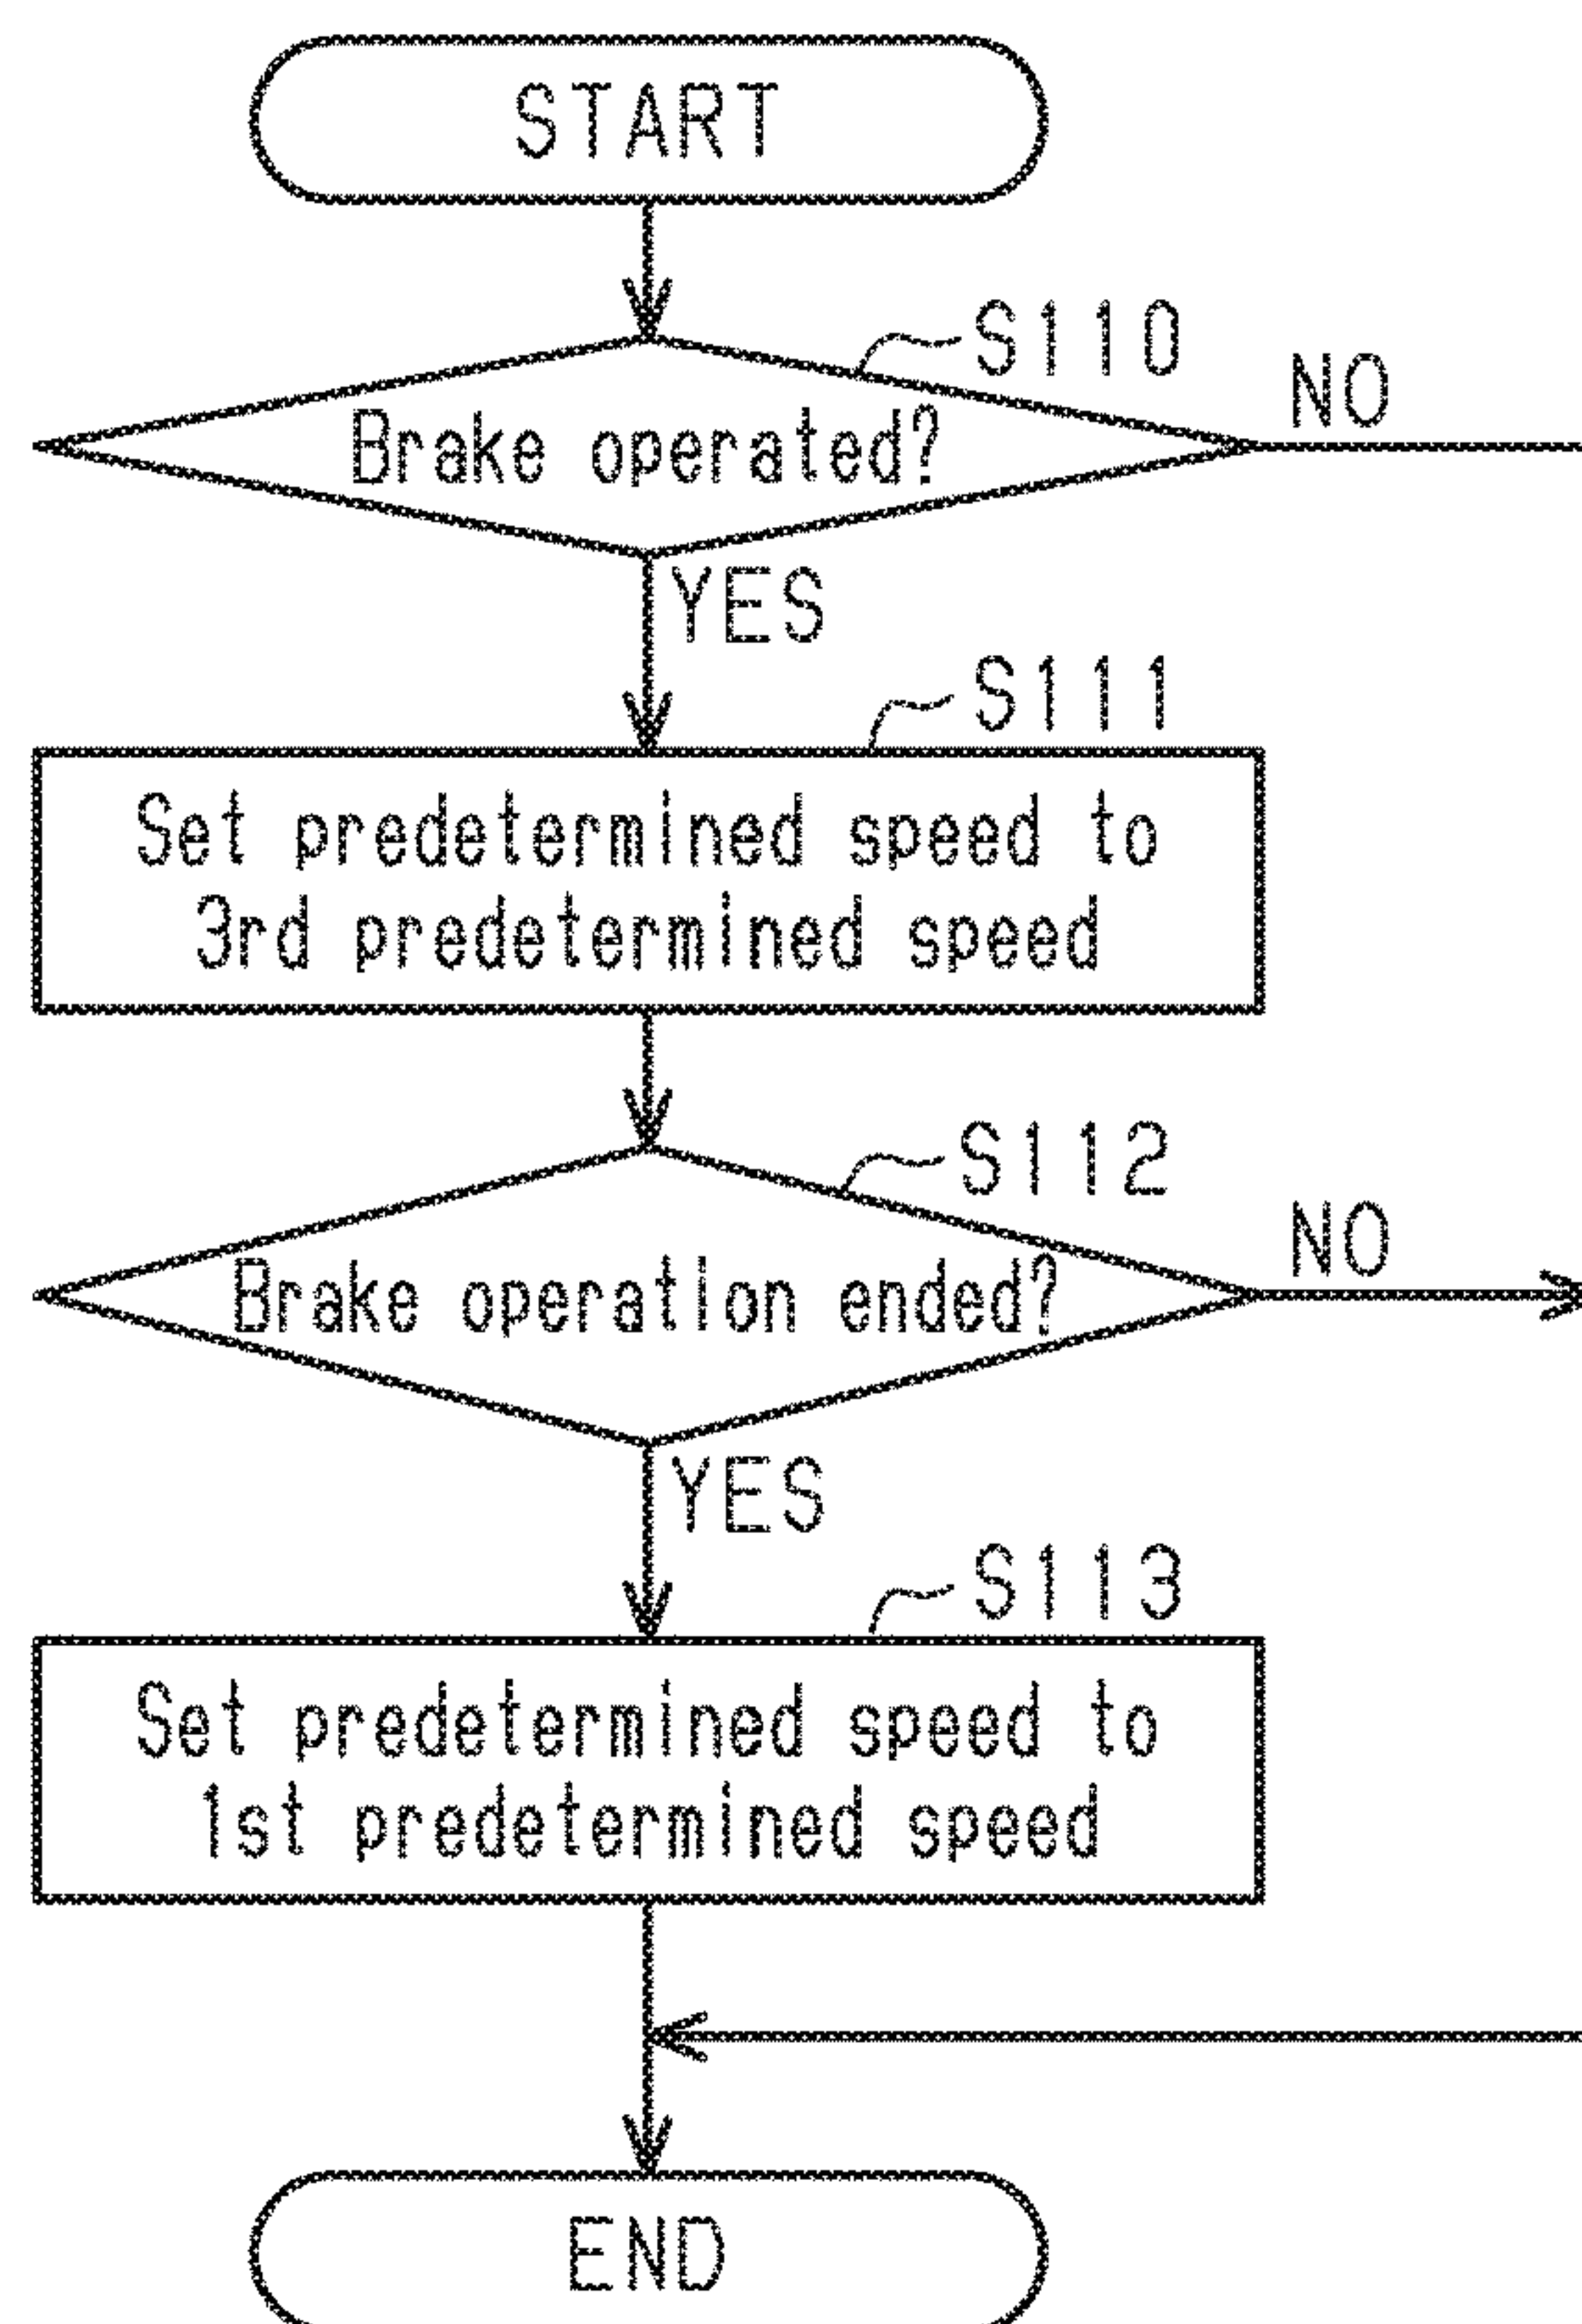 START
S110
NO
Brake operated?
YES
S111
Set predetermined speed to
3rd predetermined speed
S112
NO
Brake operation ended?
YES
S113
Set predetermined speed to
1st predetermined speed
END